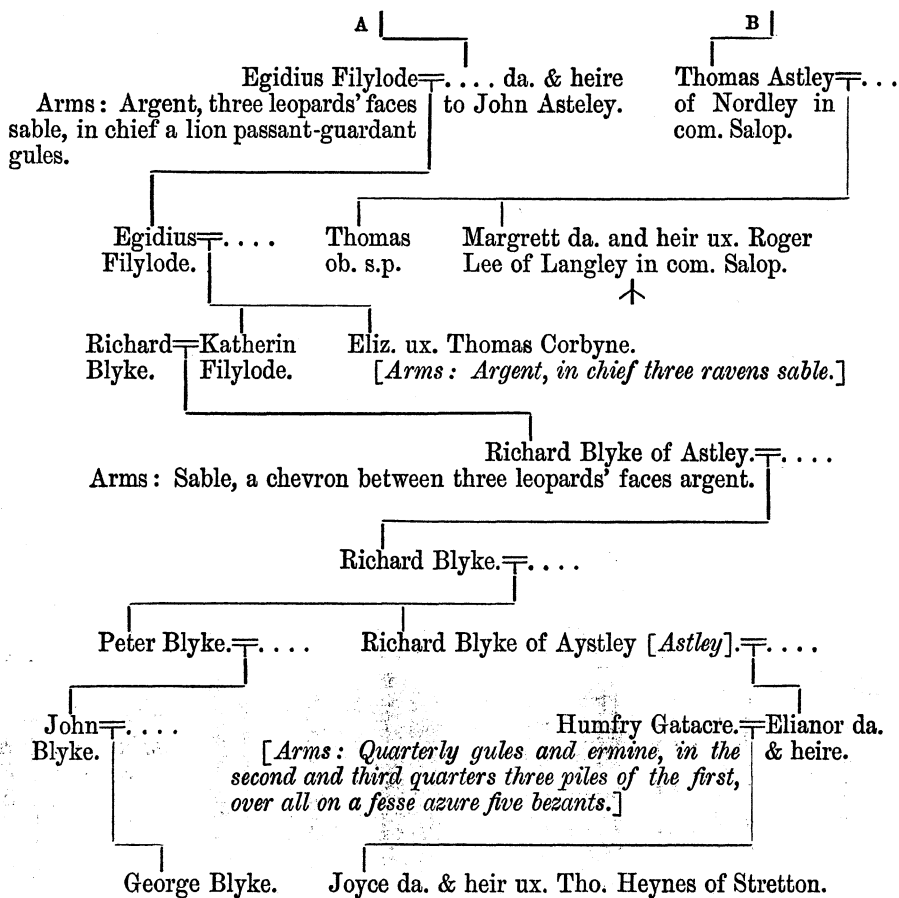 A B
Egidius Filylode=.... da. & heire
Arms: Argent, three leopards' faces to John Asteley.
sable, in chief a lion passant-guardant
gules.
Thomas Astley=...
of Nordley in
com. Salop.
Egidius=....
Filylode.
Thomas
ob. s.p.
Margrett da. and heir ux. Roger
Lee of Langley in com. Salop.
Richard=Katherin
Blyke. Filylode.
Eliz. ux. Thomas Corbyne.
[Arms: Argent, in chief three ravens sable.]
Richard Blyke of Astley.=....
Arms: Sable, a chevron between three leopards' faces argent.
Richard Blyke.=....
Peter Blyke.=.... Richard Blyke of Aystley [Astley].=....
John=....
Blyke.
Humfry Gatacre.=Elianor da.
& heire.
[Arms: Quarterly gules and ermine, in the
second and third quarters three piles of the first,
over all on a fesse azure five bezants.]
George Blyke. Joyce da. & heir ux. Tho. Heynes of Stretton.